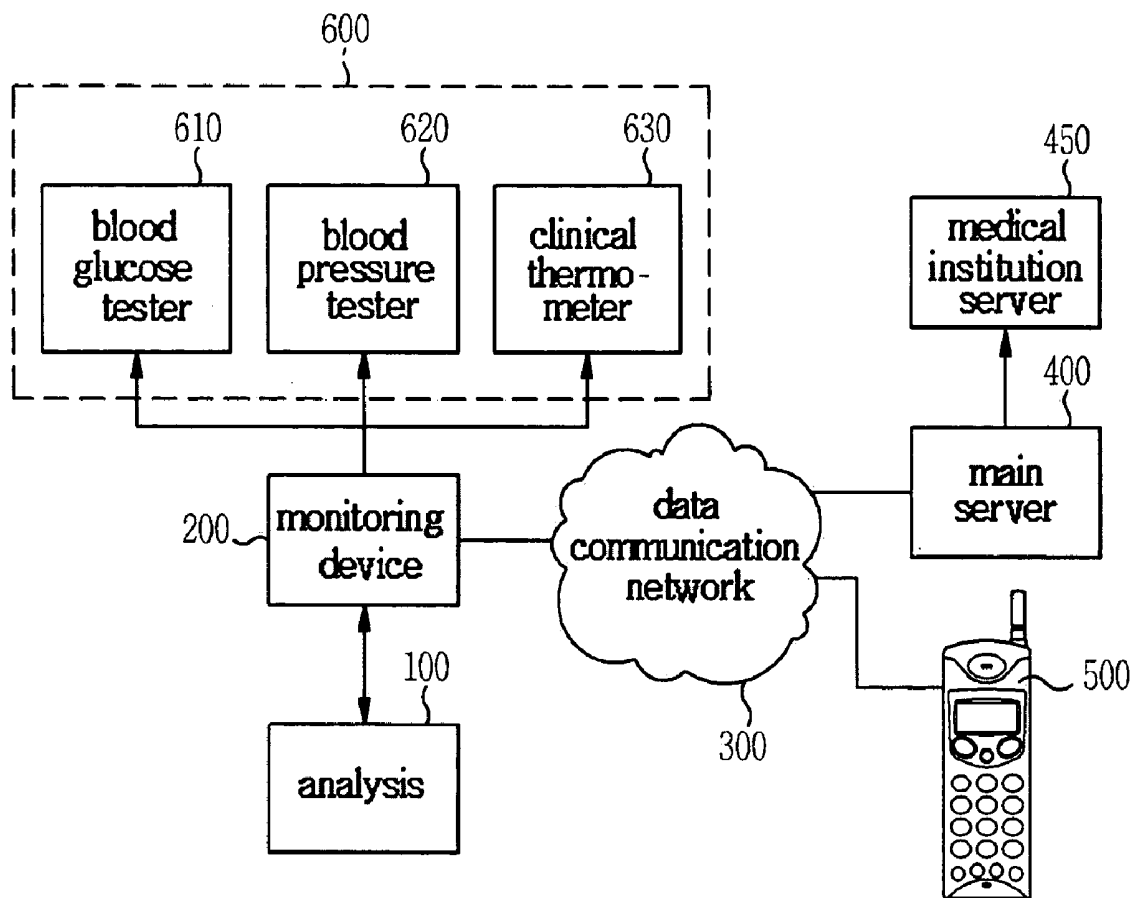 600
610
620
630
blood
glucose
tester
blood
pressure
tester
clinical
thermo-
meter
450
medical
institution
server
400
main
server
200
monitoring
device
data
communication
network
300
500
100
analysis